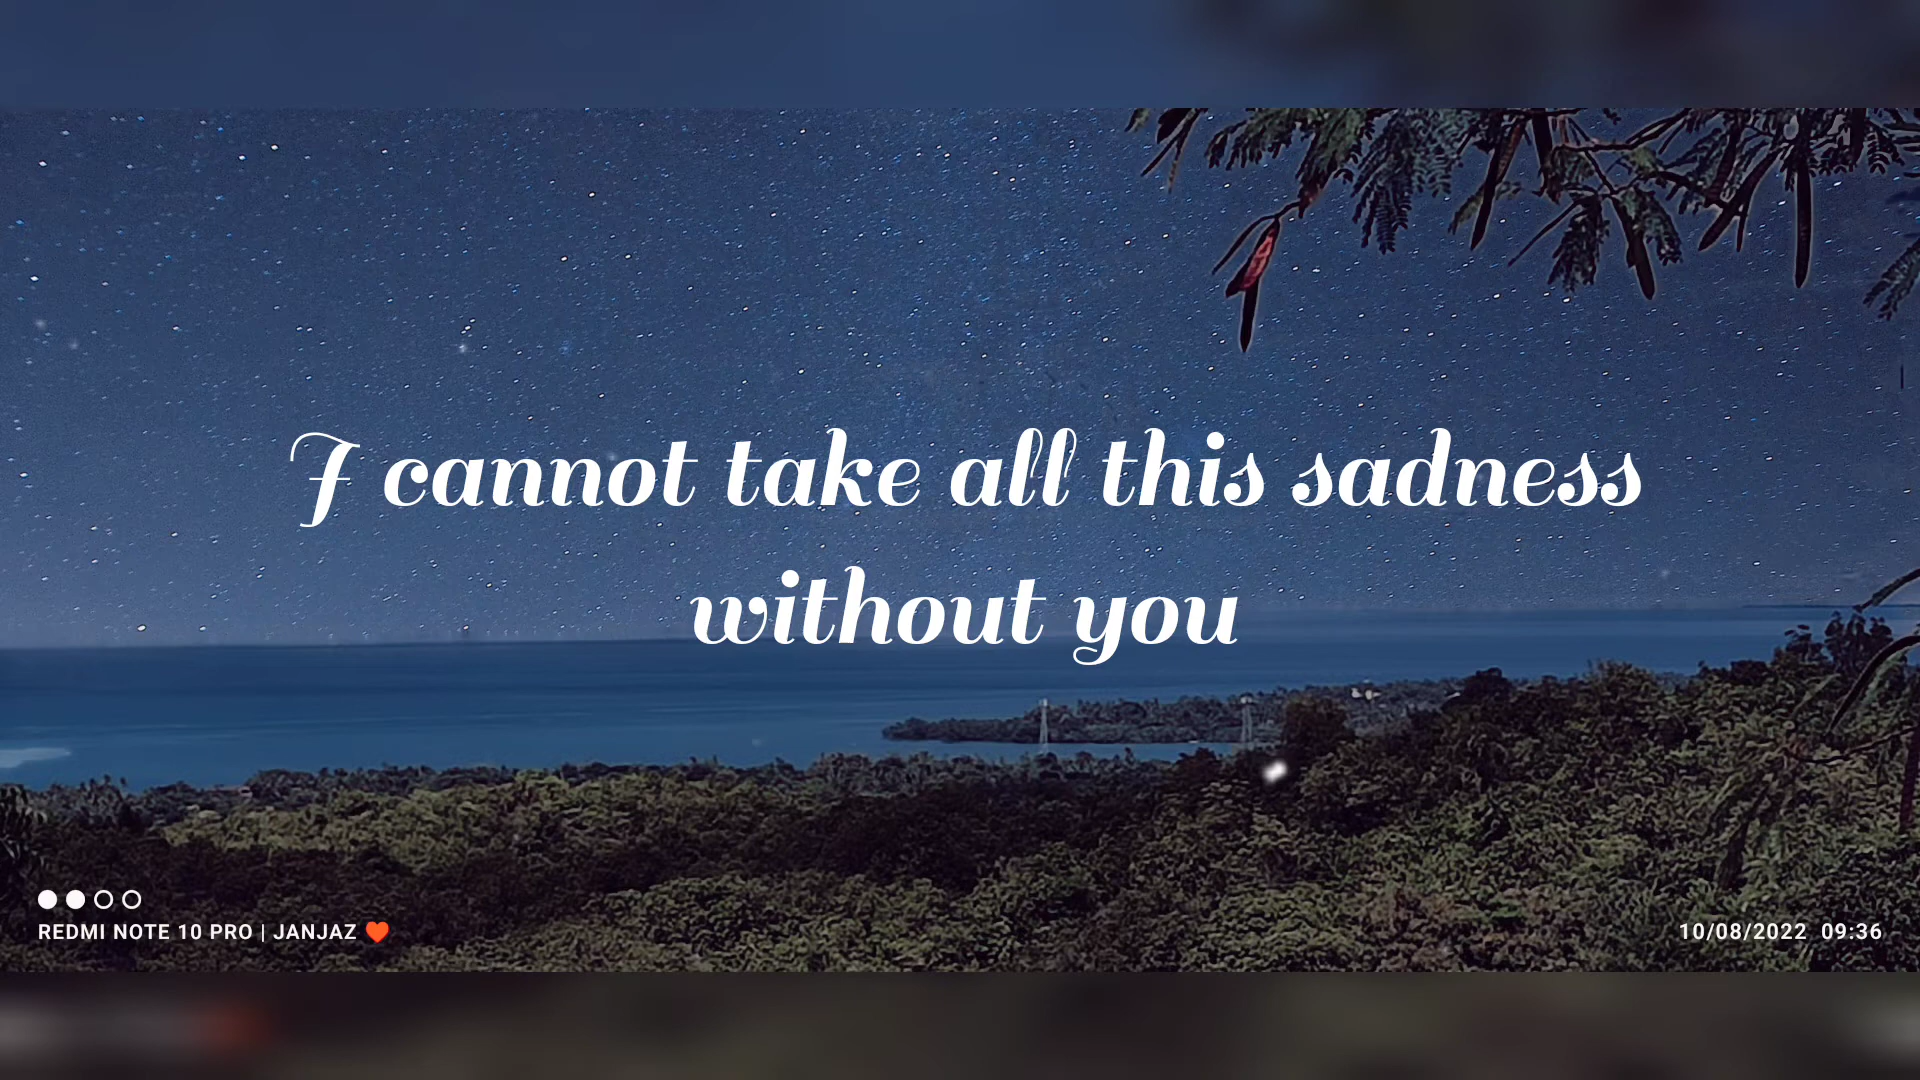 I cannot take all this sadness
without you
REDMI NOTE 10 PRO | JANJAZ ❤️
10/08/2022 09:36